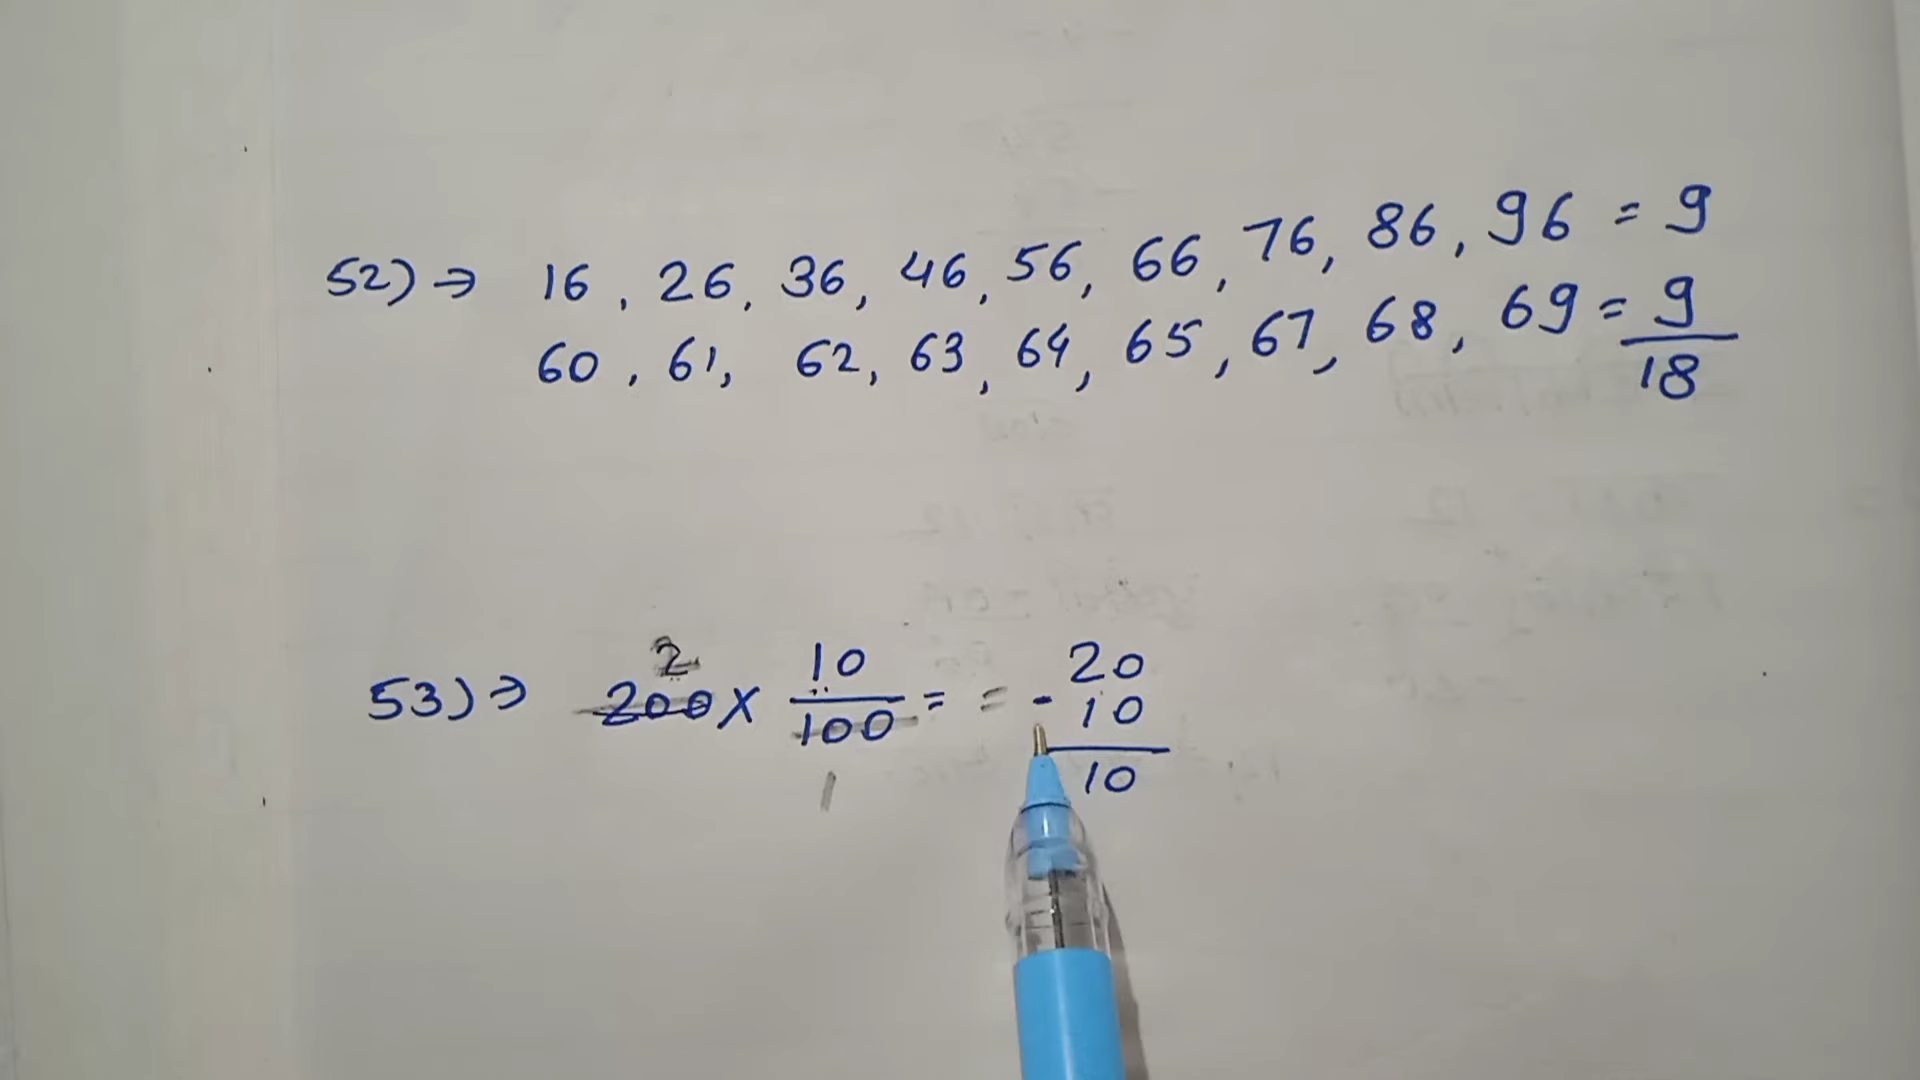 52) → 16, 26, 36, 46, 56, 66, 76, 86, 96 = 9
60, 61, 62, 63, 64, 65, 67, 68, 69 = 9
18
2
53) → 200 × 10/100 = = 20
- 10
1
10